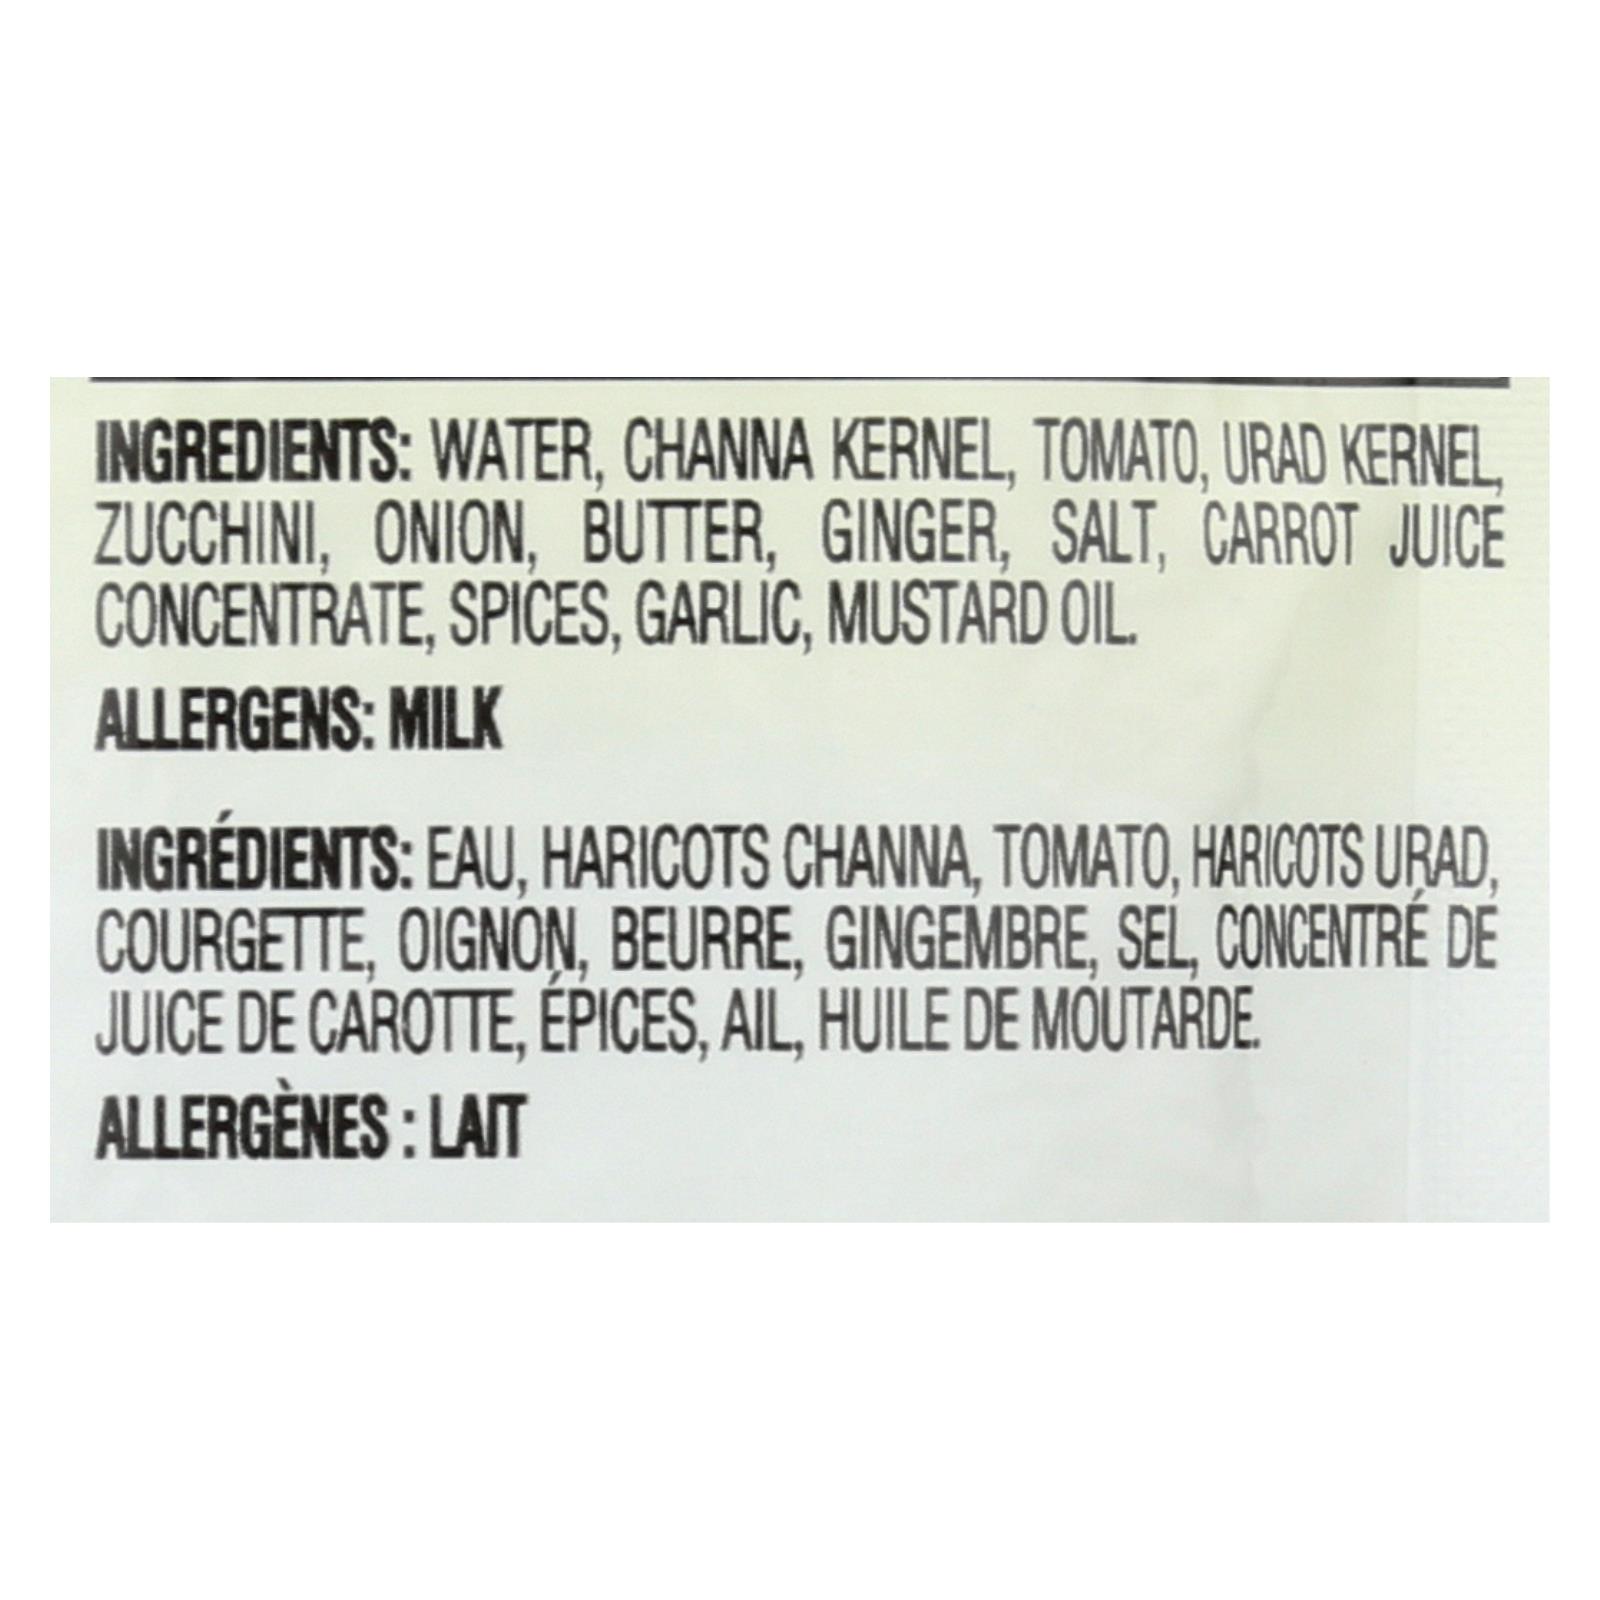 INGREDIENTS: WATER, CHANNA KERNEL, TOMATO, URAD KERNEL,
ZUCCHINI, ONION, BUTTER, GINGER, SALT, CARROT JUICE
CONCENTRATE, SPICES, GARLIC, MUSTARD OIL.
ALLERGENS: MILK
INGRÉDIENTS: EAU, HARICOTS CHANNA, TOMATO, HARICOTS URAD,
COURGETTE, OIGNON, BEURRE, GINGEMBRE, SEL, CONCENTRÉ DE
JUICE DE CAROTTE, ÉPICES, AIL, HUILE DE MOUTARDE.
ALLERGÈNES : LAIT